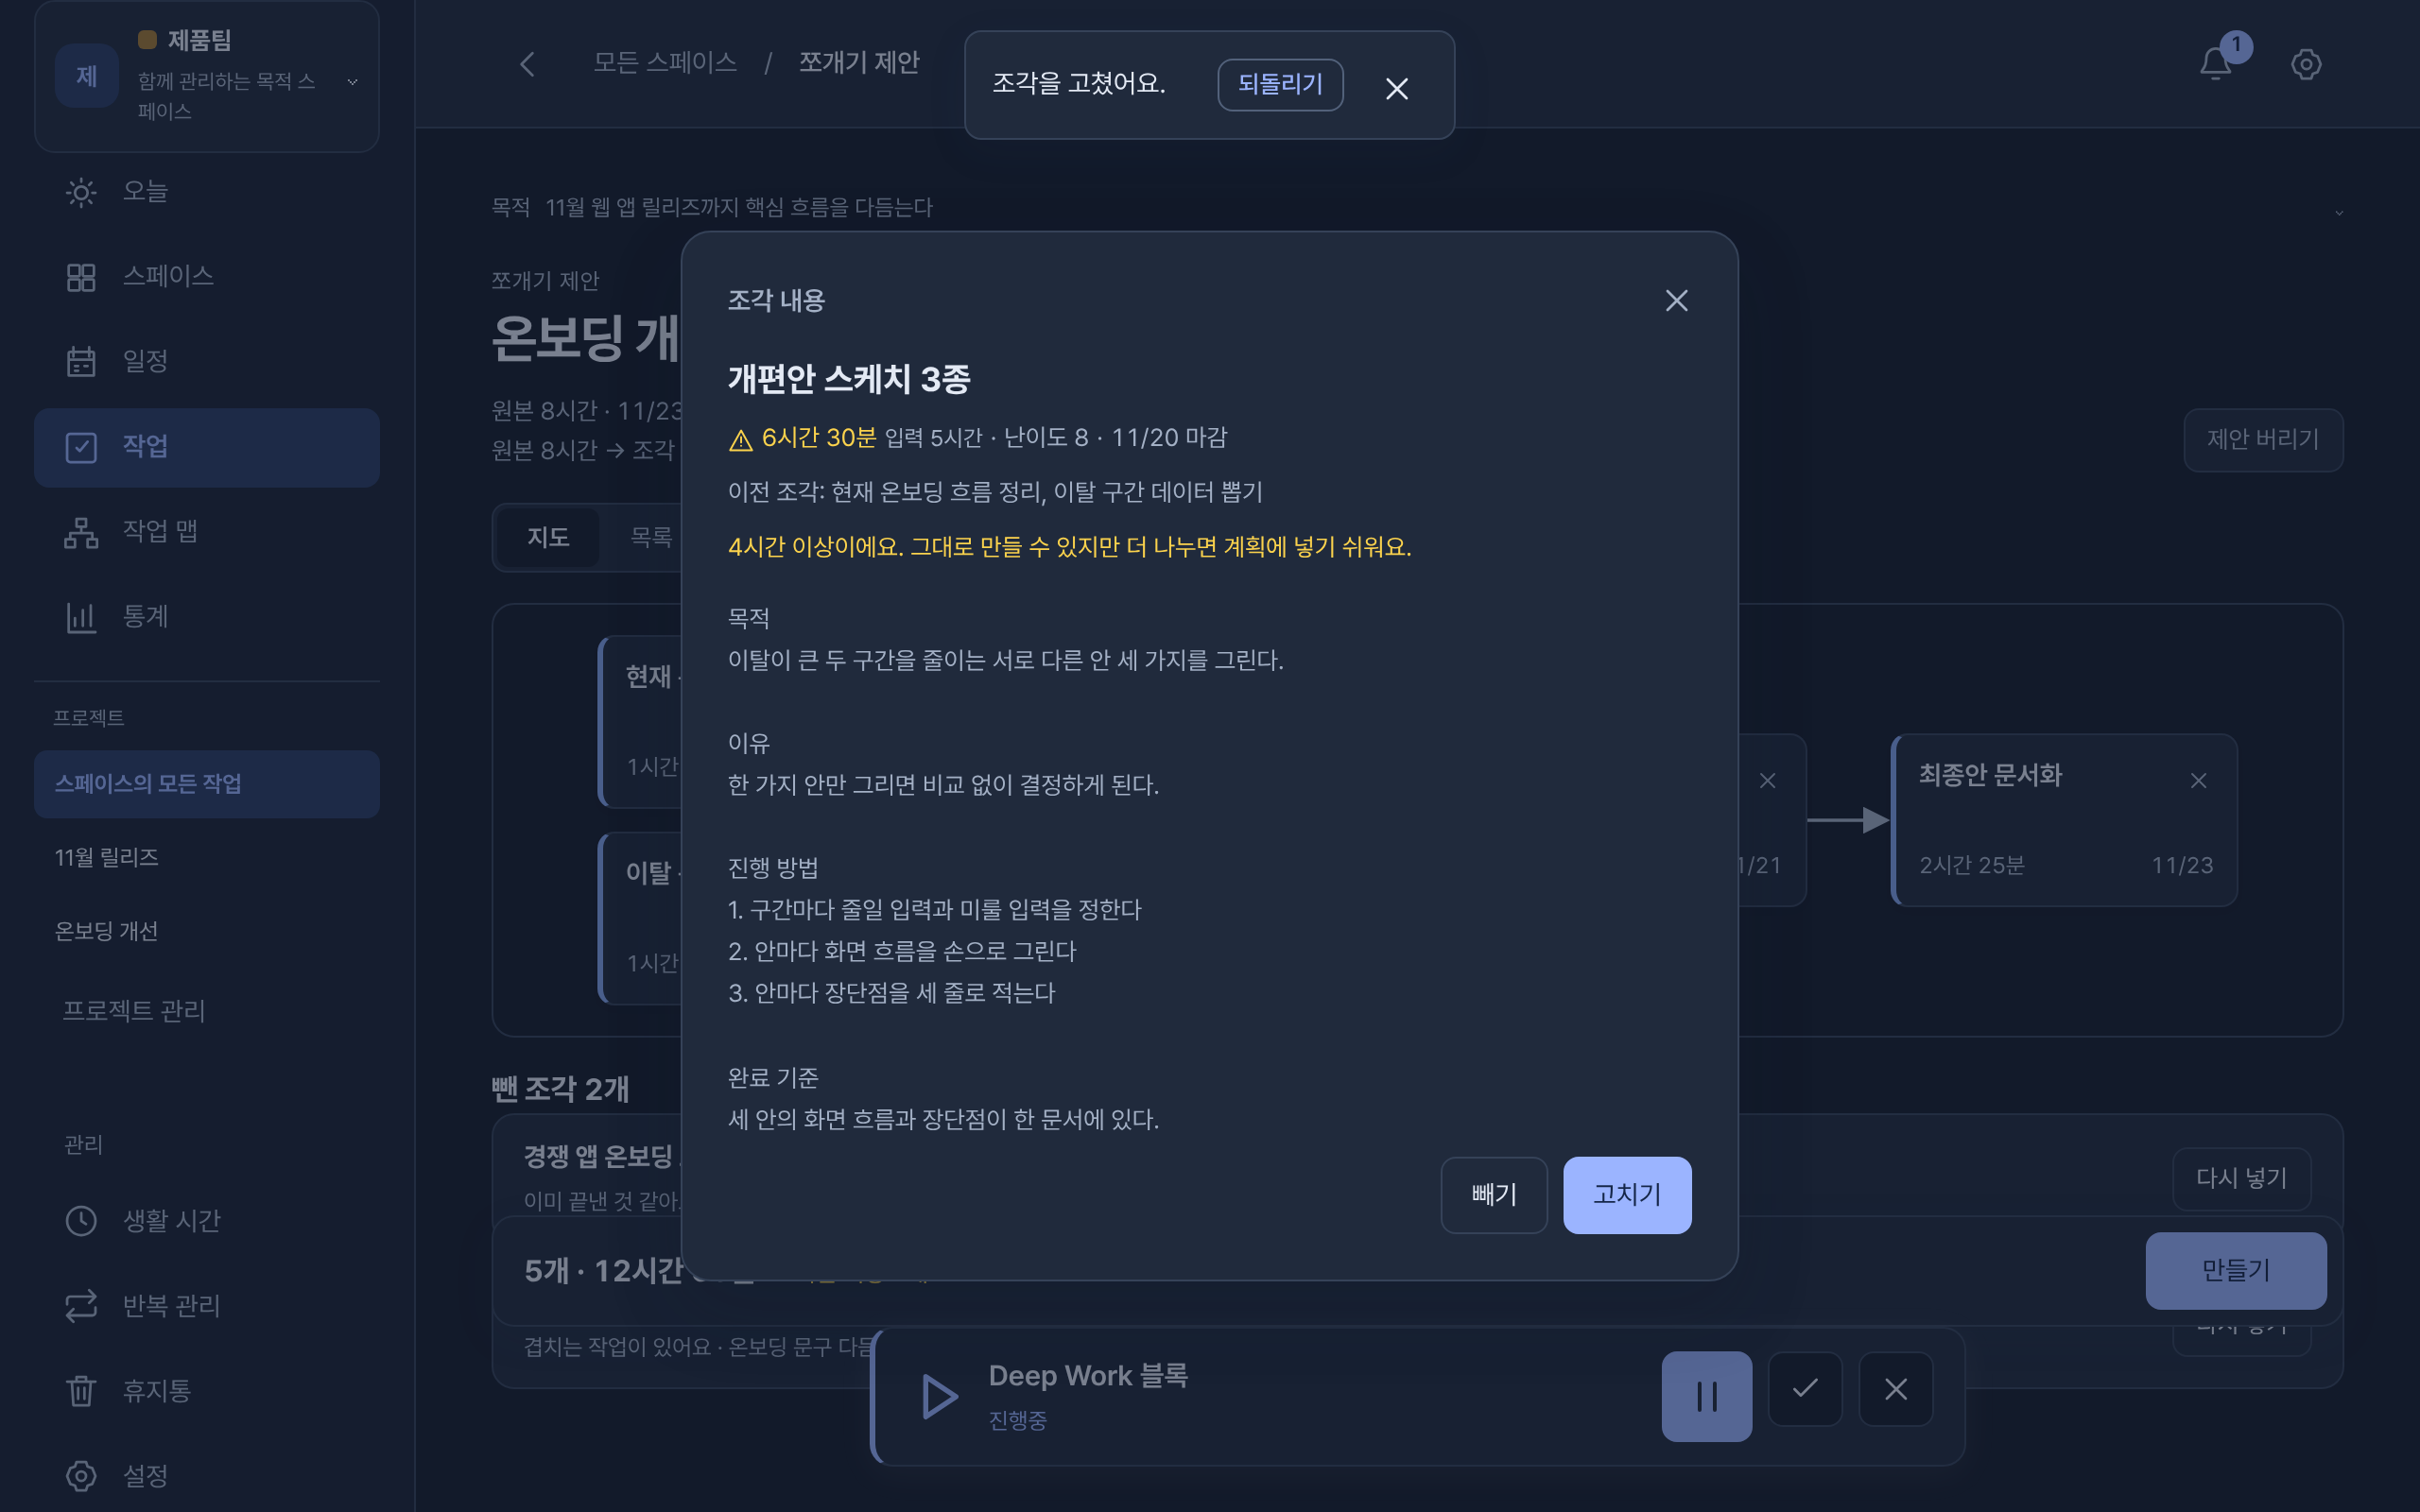 제
제품팀
함께 관리하는 목적 스
페이스
오늘
스페이스
일정
작업
작업 맵
통계
프로젝트
스페이스의 모든 작업
11월 릴리즈
온보딩 개선
프로젝트 관리
관리
생활 시간
반복 관리
휴지통
설정
모든 스페이스 / 쪼개기 제안
조각을 고쳤어요.
되돌리기
1
목적 11월 웹 앱 릴리즈까지 핵심 흐름을 다듬는다
쪼개기 제안
온보딩 개
원본 8시간 · 11/23
원본 8시간 → 조각
제안 버리기
지도
목록
현재
1시간
이탈
1시간
1/21
최종안 문서화
2시간 25분
11/23
조각 내용
개편안 스케치 3종
6시간 30분 입력 5시간 · 난이도 8 · 11/20 마감
이전 조각: 현재 온보딩 흐름 정리, 이탈 구간 데이터 뽑기
4시간 이상이에요. 그대로 만들 수 있지만 더 나누면 계획에 넣기 쉬워요.
목적
이탈이 큰 두 구간을 줄이는 서로 다른 안 세 가지를 그린다.
이유
한 가지 안만 그리면 비교 없이 결정하게 된다.
진행 방법
1. 구간마다 줄일 입력과 미룰 입력을 정한다
2. 안마다 화면 흐름을 손으로 그린다
3. 안마다 장단점을 세 줄로 적는다
완료 기준
세 안의 화면 흐름과 장단점이 한 문서에 있다.
빼기
고치기
뺀 조각 2개
경쟁 앱 온보딩
이미 끝낸 것 같아
다시 넣기
5개 · 12시간
만들기
겹치는 작업이 있어요 · 온보딩 문구 다듬
Deep Work 블록
진행중